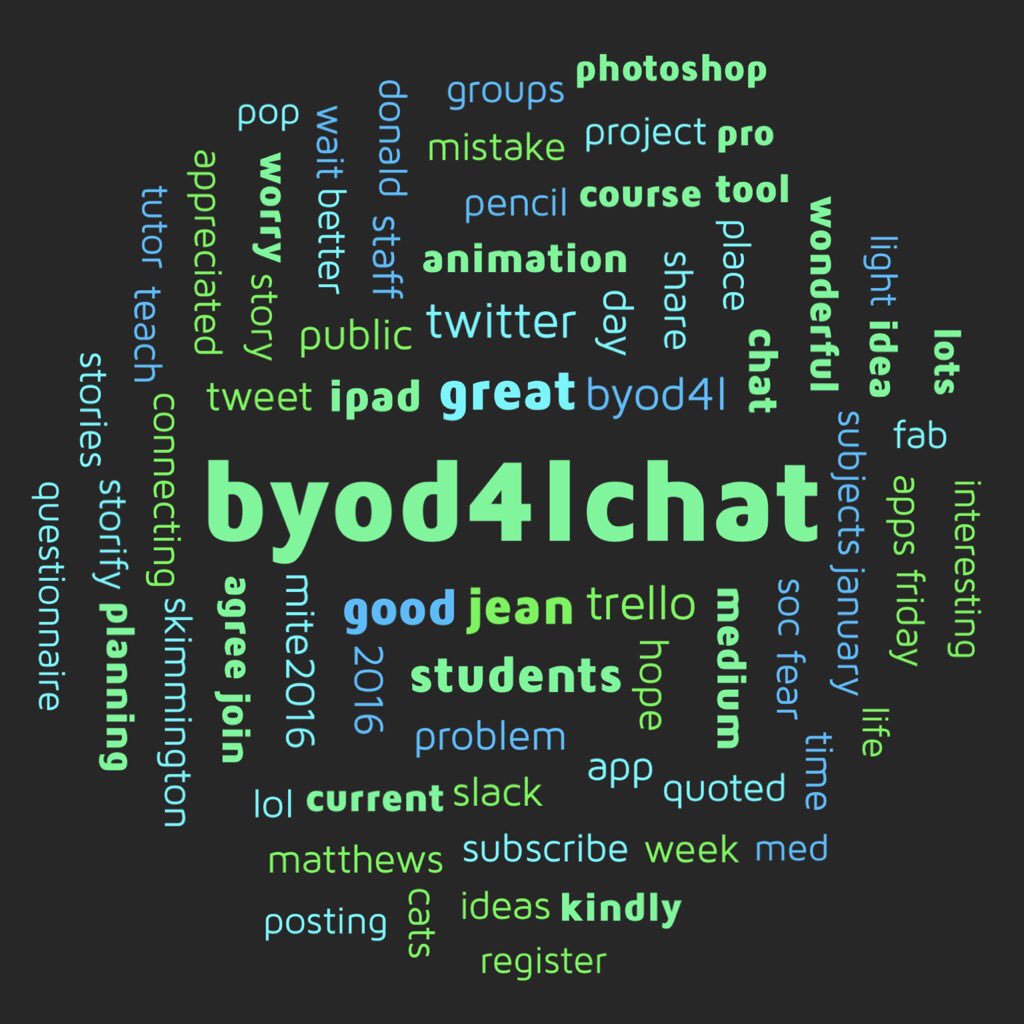 photoshop
groups
pop
donald
wait
project
pro
mistake
worry
appreciated
tutor
better
pencil
course
tool
wonderful
staff
place
animation
share
light
story
teach
public
twitter
day
idea
lots
chat
stories
tweet
ipad
great
byod4l
connecting
subjects
fab
byod4lchat
questionnaire
storify
apps
interesting
agree
mite2016
good
jean
trello
medium
soc
january
friday
planning
skimmington
join
2016
students
hope
fear
problem
life
time
app
quoted
lol
current
slack
matthews
subscribe
week
med
posting
cats
ideas
kindly
register